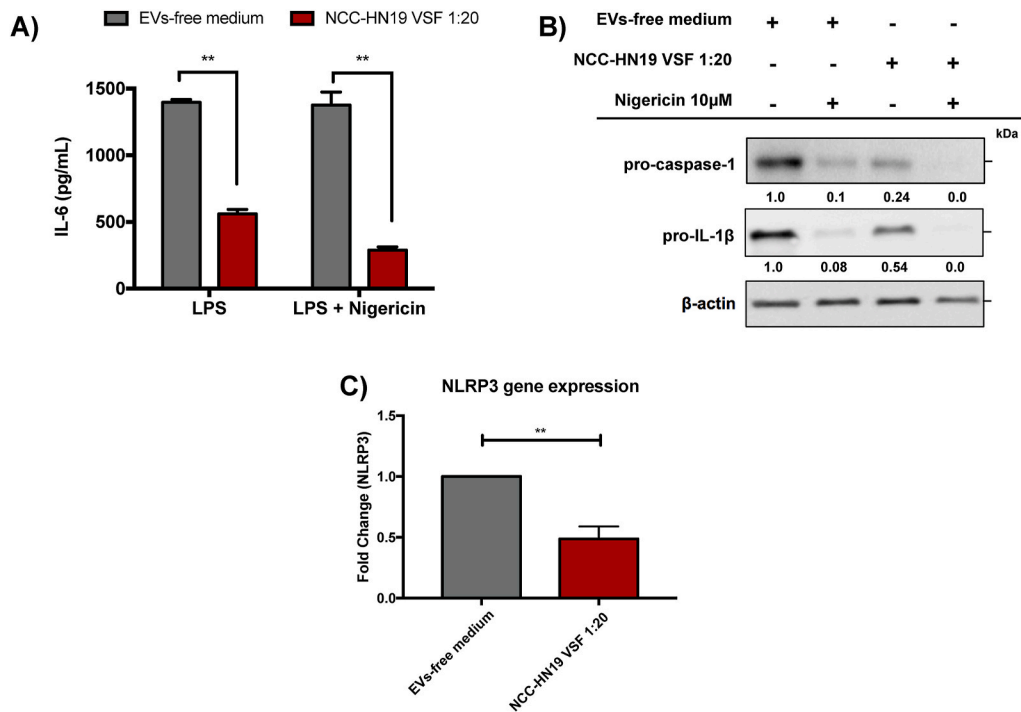 A)
EVs-free medium NCC-HN19 VSF 1:20
** **
1500
1000
500
0
IL-6 (pg/mL)
LPS LPS + Nigericin
B)
EVs-free medium + + - -
NCC-HN19 VSF 1:20 - - + +
Nigericin 10µM - + - +
kDa
pro-caspase-1
1.0 0.1 0.24 0.0
pro-IL-1β
1.0 0.08 0.54 0.0
β-actin
C) NLRP3 gene expression
**
1.5
1.0
0.5
0.0
Fold Change (NLRP3)
EVs-free medium
NCC-HN19 VSF 1:20